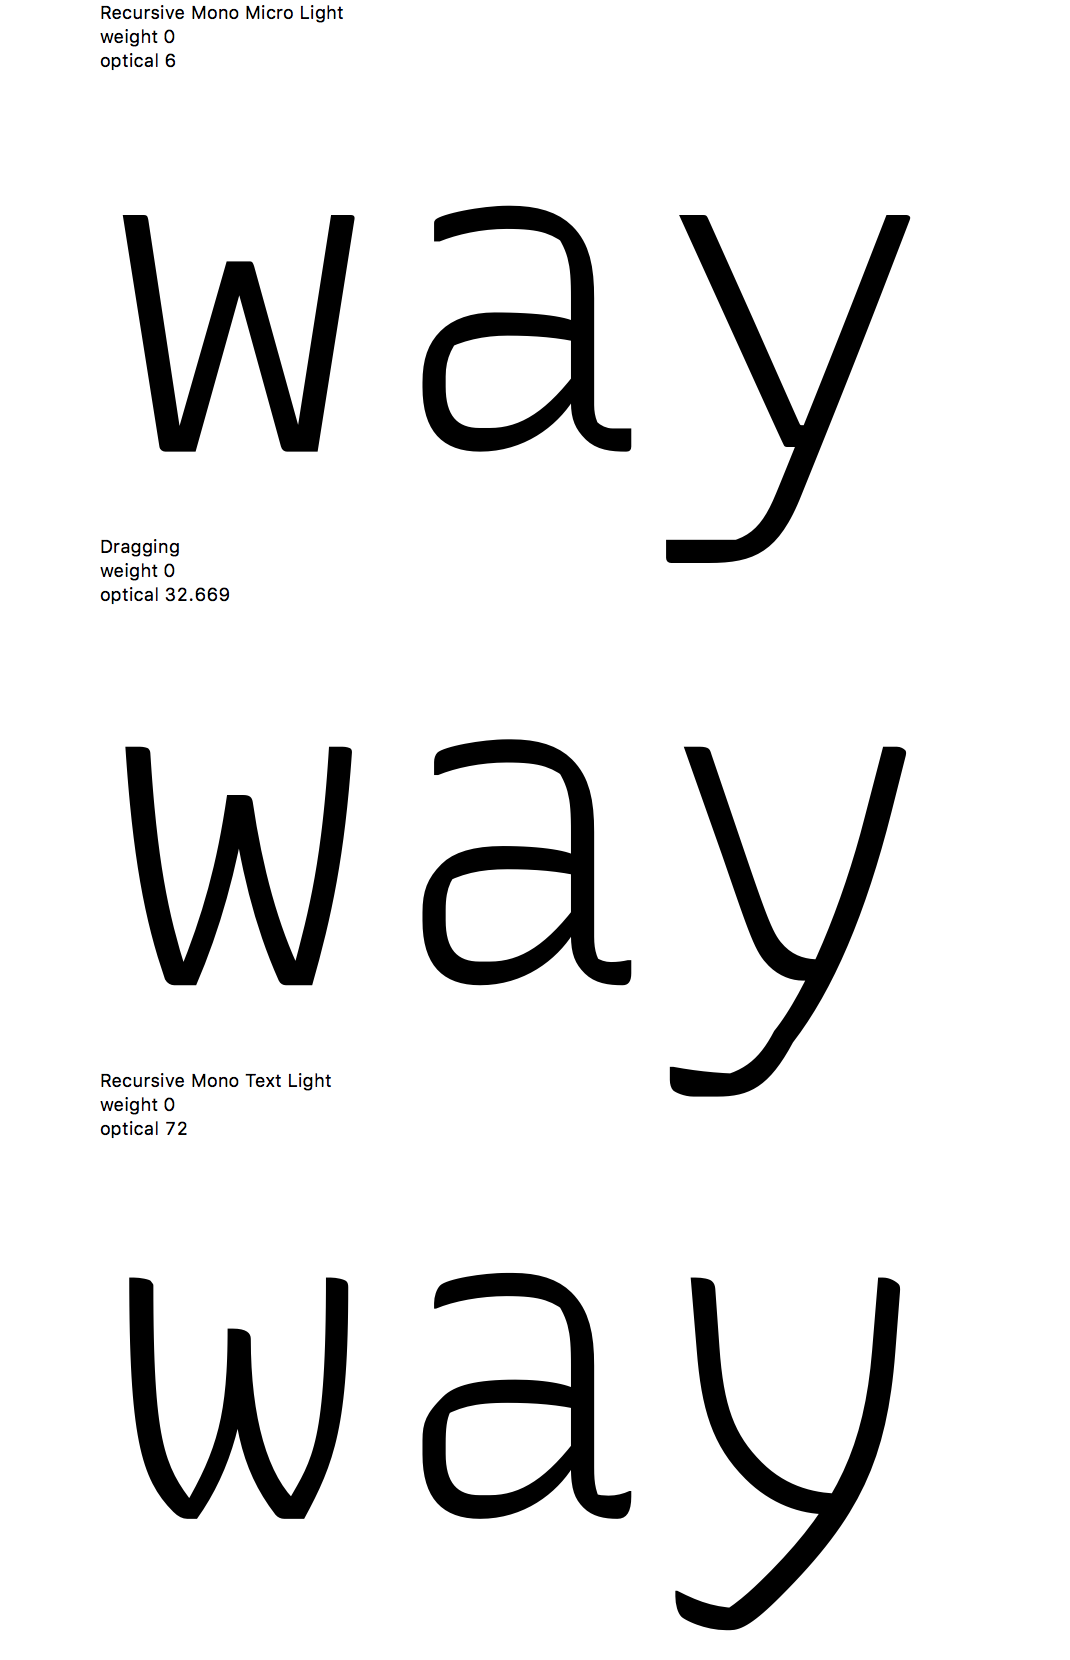 Recursive Mono Micro Light
weight 0
optical 6
way
Dragging
weight 0
optical 32.669
way
Recursive Mono Text Light
weight 0
optical 72
way